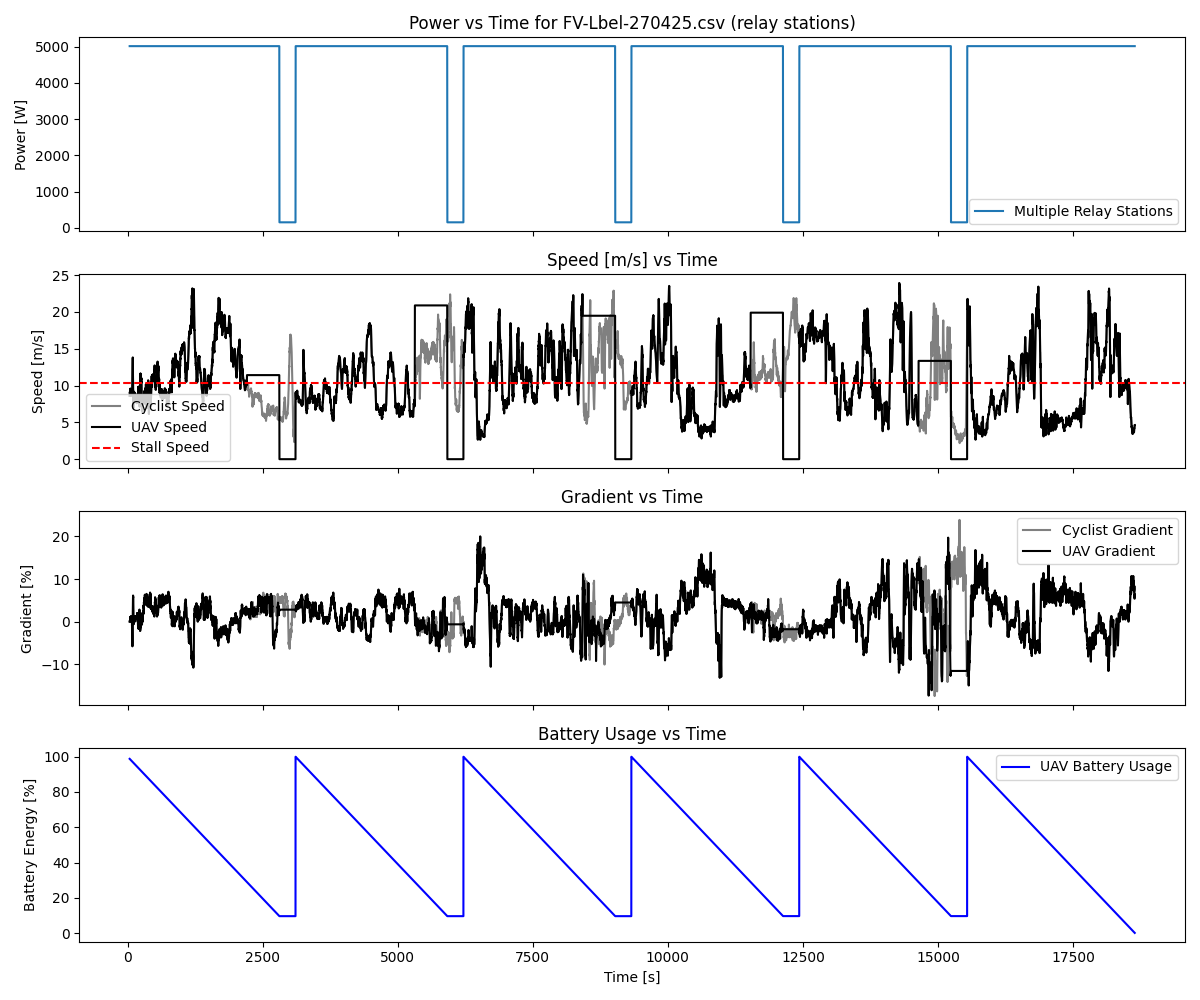 Power vs Time for FV-Lbel-270425.csv (relay stations)
5000
4000
3000
2000
1000
0
Power [W]
Multiple Relay Stations
Speed [m/s] vs Time
25
20
15
10
5
0
Speed [m/s]
Cyclist Speed
UAV Speed
Stall Speed
Gradient vs Time
20
10
0
−10
Gradient [%]
Cyclist Gradient
UAV Gradient
Battery Usage vs Time
100
80
60
40
20
0
Battery Energy [%]
UAV Battery Usage
0 2500 5000 7500 10000 12500 15000 17500
Time [s]